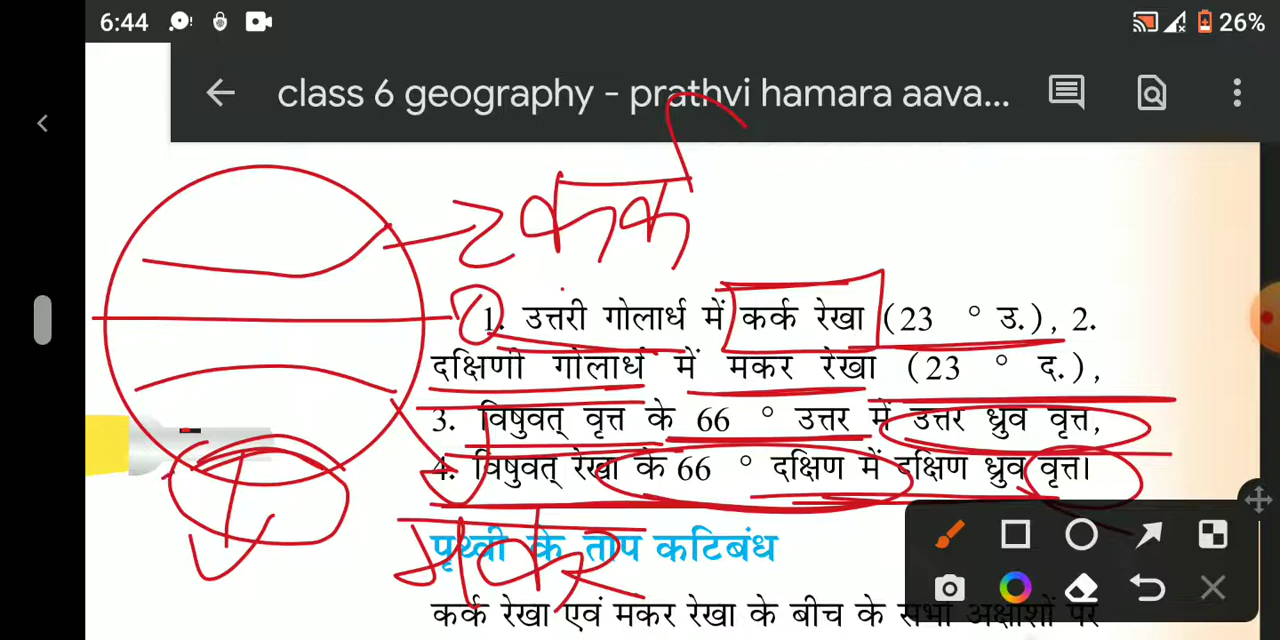 6:44
26%
class 6 geography - prathvi hamara aava...
कर्क
1. उत्तरी गोलार्ध में कर्क रेखा (23 ° उ.), 2.
दक्षिणी गोलार्ध में मकर रेखा (23 ° द.),
3. विषुवत् वृत्त के 66 ° उत्तर में उत्तर ध्रुव वृत्त,
4. विषुवत् रेखा के 66 ° दक्षिण में दक्षिण ध्रुव वृत्त।
पृथ्वी के ताप कटिबंध
मकर
कर्क रेखा एवं मकर रेखा के बीच के सभी अक्षांशों पर